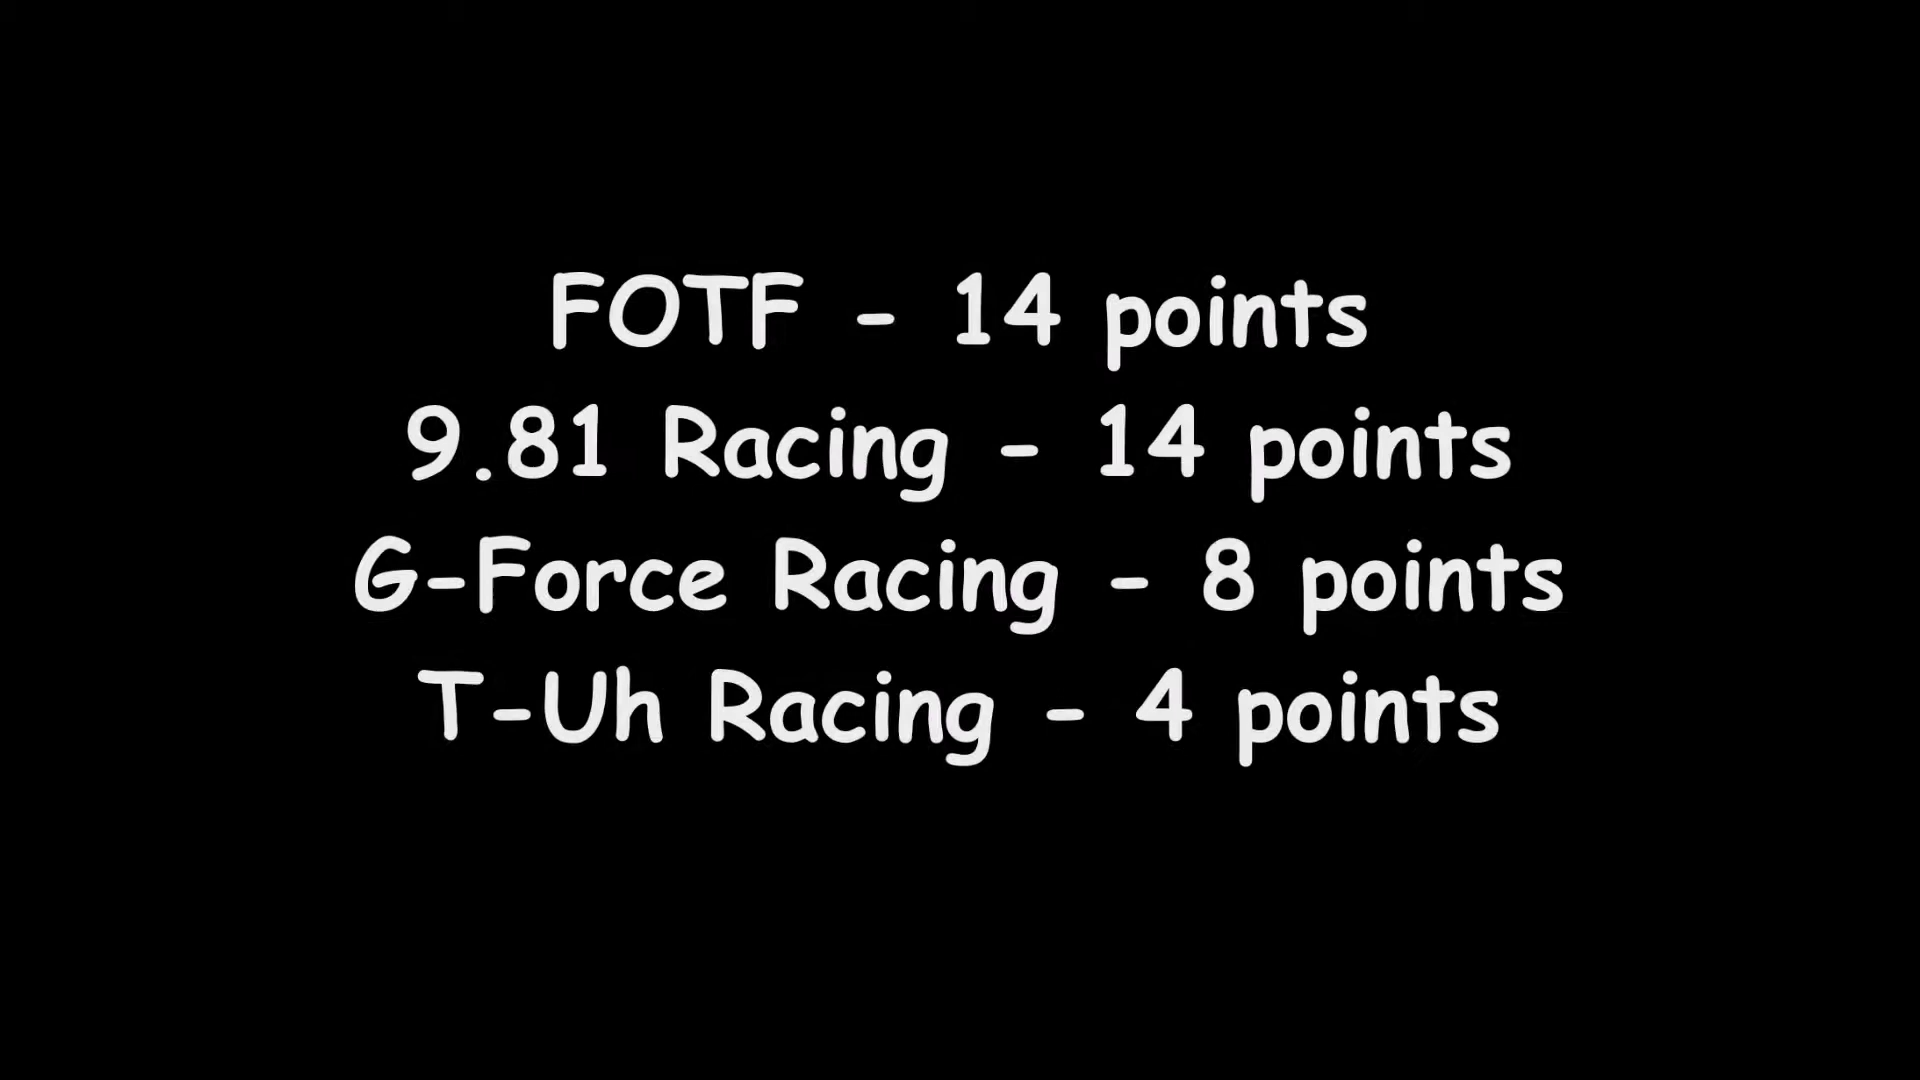 FOTF - 14 points
9.81 Racing - 14 points
G-Force Racing - 8 points
T-Uh Racing - 4 points